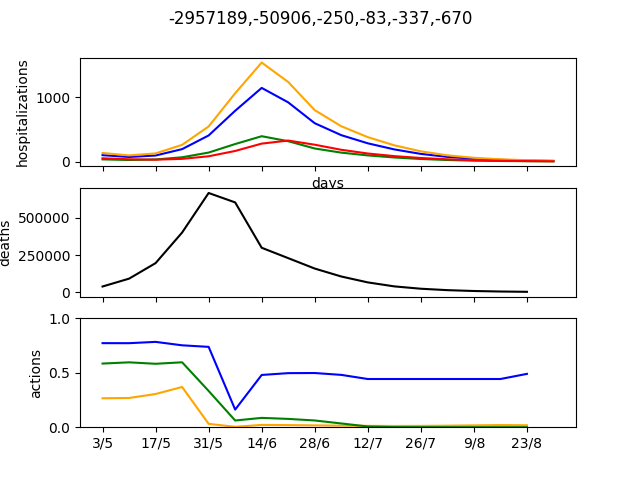 -2957189,-50906,-250,-83,-337,-670
hospitalizations
1000
0
days
deaths
500000
250000
0
actions
1.0
0.5
0.0
3/5 17/5 31/5 14/6 28/6 12/7 26/7 9/8 23/8